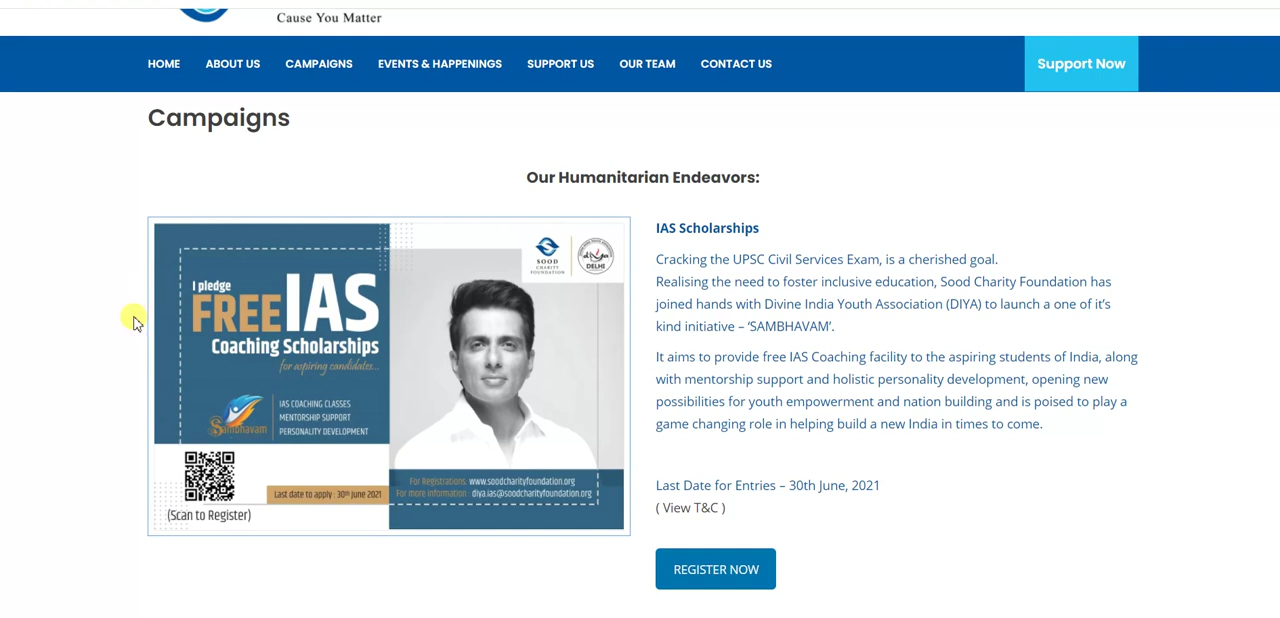 Cause You Matter
HOME ABOUT US CAMPAIGNS EVENTS & HAPPENINGS SUPPORT US OUR TEAM CONTACT US Support Now
Campaigns
Our Humanitarian Endeavors:
I pledge
FREE IAS
Coaching Scholarships
for aspiring candidates...
Sambhavam
IAS COACHING CLASSES
MENTORSHIP SUPPORT
PERSONALITY DEVELOPMENT
Last date to apply : 30th June 2021
(Scan to Register)
SOOD
CHARITY
FOUNDATION
DELHI
For Registrations www.soodcharityfoundation.org
For more information diya.ias@soodcharityfoundation.org
IAS Scholarships
Cracking the UPSC Civil Services Exam, is a cherished goal.
Realising the need to foster inclusive education, Sood Charity Foundation has
joined hands with Divine India Youth Association (DIYA) to launch a one of it’s
kind initiative – ‘SAMBHAVAM’.
It aims to provide free IAS Coaching facility to the aspiring students of India, along
with mentorship support and holistic personality development, opening new
possibilities for youth empowerment and nation building and is poised to play a
game changing role in helping build a new India in times to come.
Last Date for Entries – 30th June, 2021
( View T&C )
REGISTER NOW